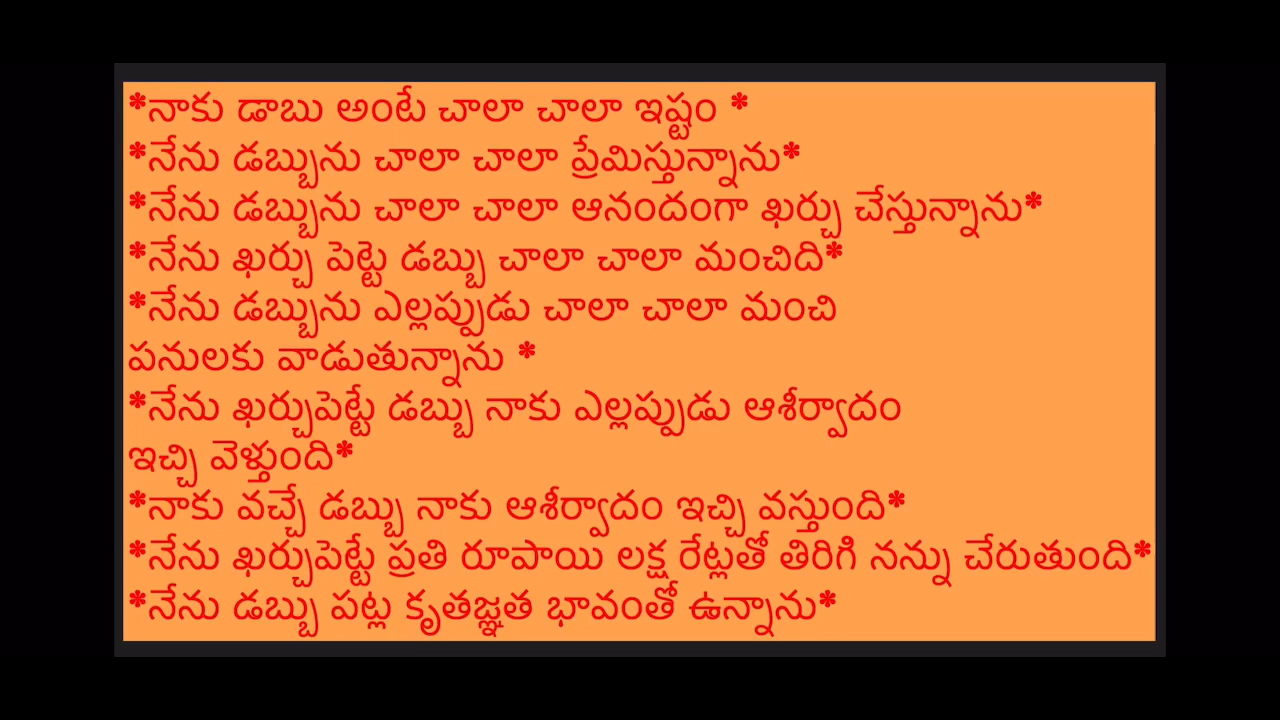 *నాకు డాబు అంటే చాలా చాలా ఇష్టం *
*నేను డబ్బును చాలా చాలా ప్రేమిస్తున్నాను*
*నేను డబ్బును చాలా చాలా ఆనందంగా ఖర్చు చేస్తున్నాను*
*నేను ఖర్చు పెట్టె డబ్బు చాలా చాలా మంచిది*
*నేను డబ్బును ఎల్లప్పుడు చాలా చాలా మంచి
పనులకు వాడుతున్నాను *
*నేను ఖర్చుపెట్టే డబ్బు నాకు ఎల్లప్పుడు ఆశీర్వాదం
ఇచ్చి వెళ్తుంది*
*నాకు వచ్చే డబ్బు నాకు ఆశీర్వాదం ఇచ్చి వస్తుంది*
*నేను ఖర్చుపెట్టే ప్రతి రూపాయి లక్ష రేట్లతో తిరిగి నన్ను చేరుతుంది*
*నేను డబ్బు పట్ల కృతజ్ఞత భావంతో ఉన్నాను*